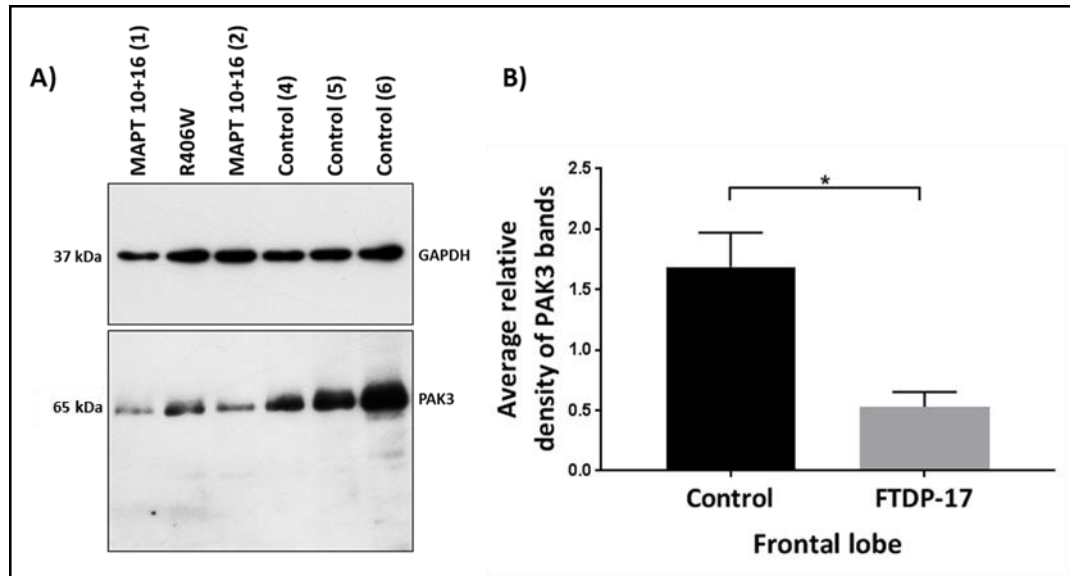 A)
MAPT 10+16 (1)
R406W
MAPT 10+16 (2)
Control (4)
Control (5)
Control (6)
37 kDa
GAPDH
65 kDa
PAK3
B)
Average relative
density of PAK3 bands
2.5
2.0
1.5
1.0
0.5
0.0
*
Control
FTDP-17
Frontal lobe